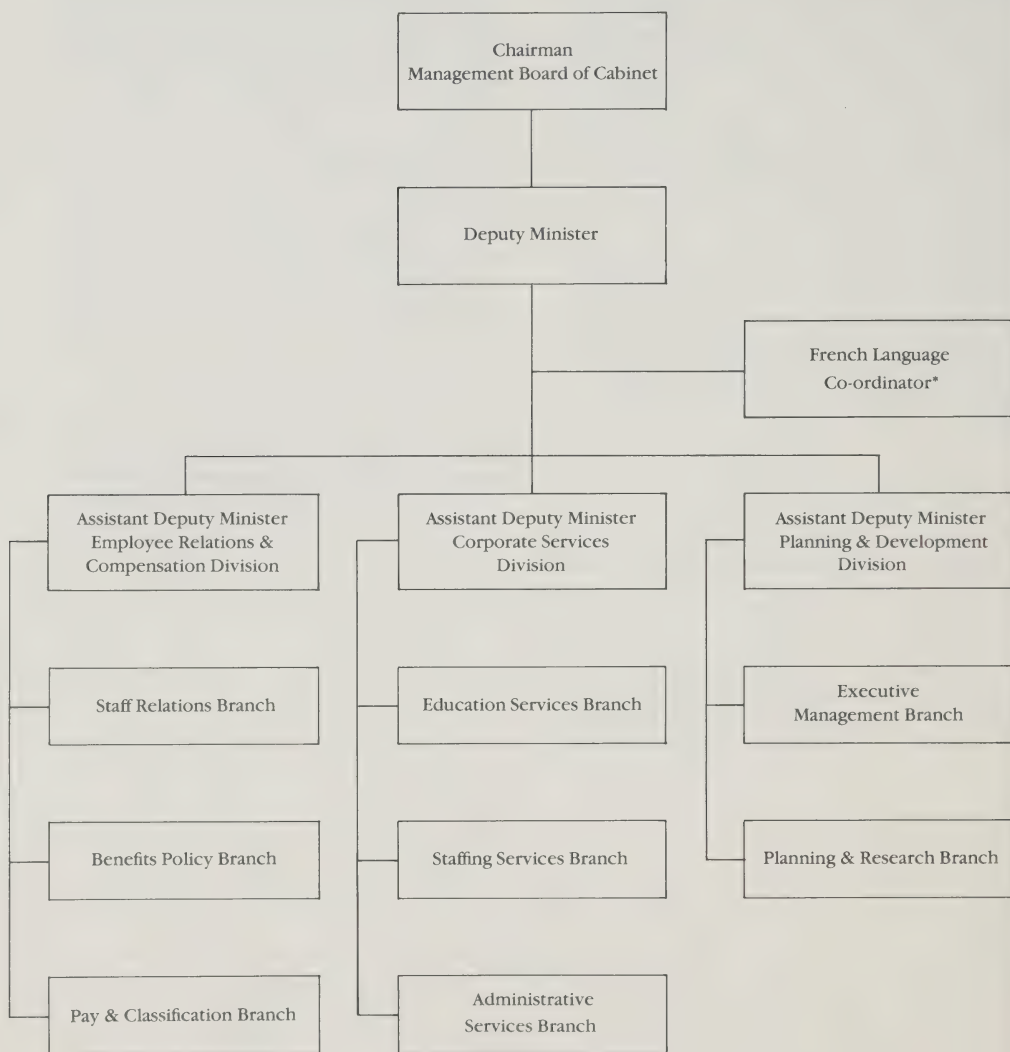 Chairman
Management Board of Cabinet
Deputy Minister
French Language
Co-ordinator*
Assistant Deputy Minister
Employee Relations &
Compensation Division
Assistant Deputy Minister
Corporate Services
Division
Assistant Deputy Minister
Planning & Development
Division
Staff Relations Branch
Education Services Branch
Executive
Management Branch
Benefits Policy Branch
Staffing Services Branch
Planning & Research Branch
Pay & Classification Branch
Administrative
Services Branch